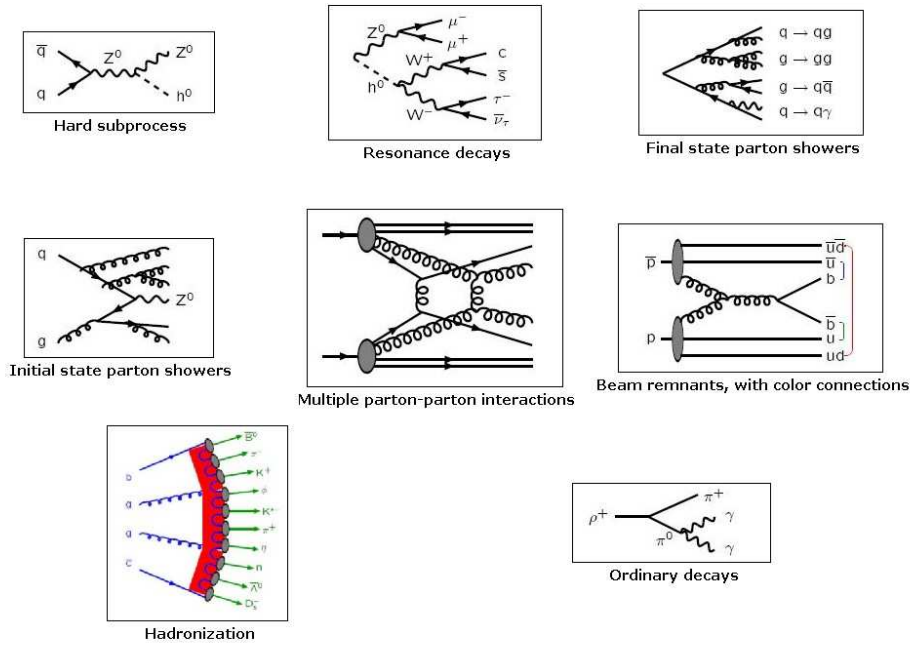 q̅
Z⁰
Z⁰
q
h⁰
Hard subprocess
Z⁰
μ⁻
μ⁺
W⁺
c
s̅
h⁰
W⁻
τ⁻
ν̅_τ
Resonance decays
q → qg
g → gg
g → qq̅
q → qγ
Final state parton showers
q
Z⁰
g
Initial state parton showers
Multiple parton-parton interactions
p̅
u̅d̅
u̅
b
b̅
p
u
ud
Beam remnants, with color connections
b
g
g
c
B̅⁰
π⁻
K⁺
ϕ
K*⁻
π⁺
η
n
Λ̅⁰
D_s⁻
Hadronization
ρ⁺
π⁺
π⁰
γ
γ
Ordinary decays